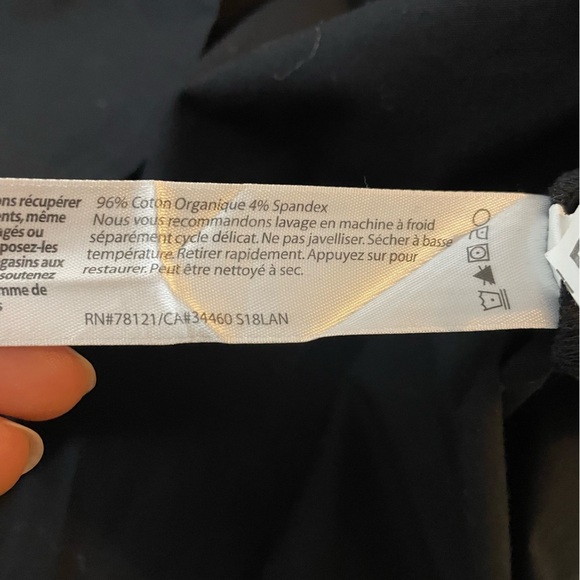 ons récupérer
ents, même
agés ou
posez-les
gasins aux
soutenez
mme de
s
96% Coton Organique 4% Spandex
Nous vous recommandons lavage en machine à froid
séparément cycle délicat. Ne pas javelliser. Sécher à basse
température. Retirer rapidement. Appuyez sur pour
restaurer. Peut être nettoyé à sec.
RN#78121/CA#34460 S18LAN